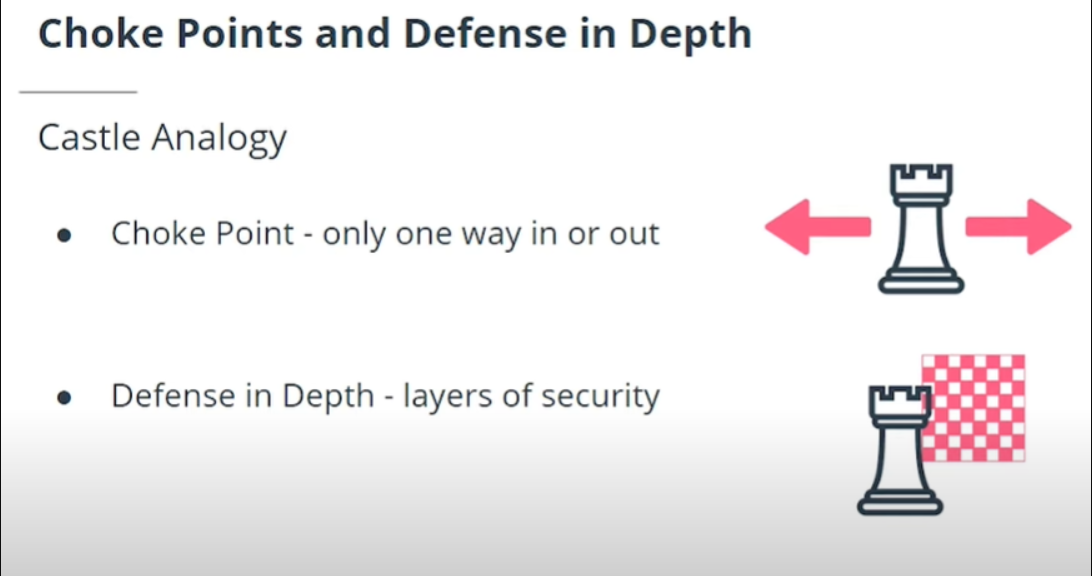 Choke Points and Defense in Depth
Castle Analogy
● Choke Point - only one way in or out
● Defense in Depth - layers of security